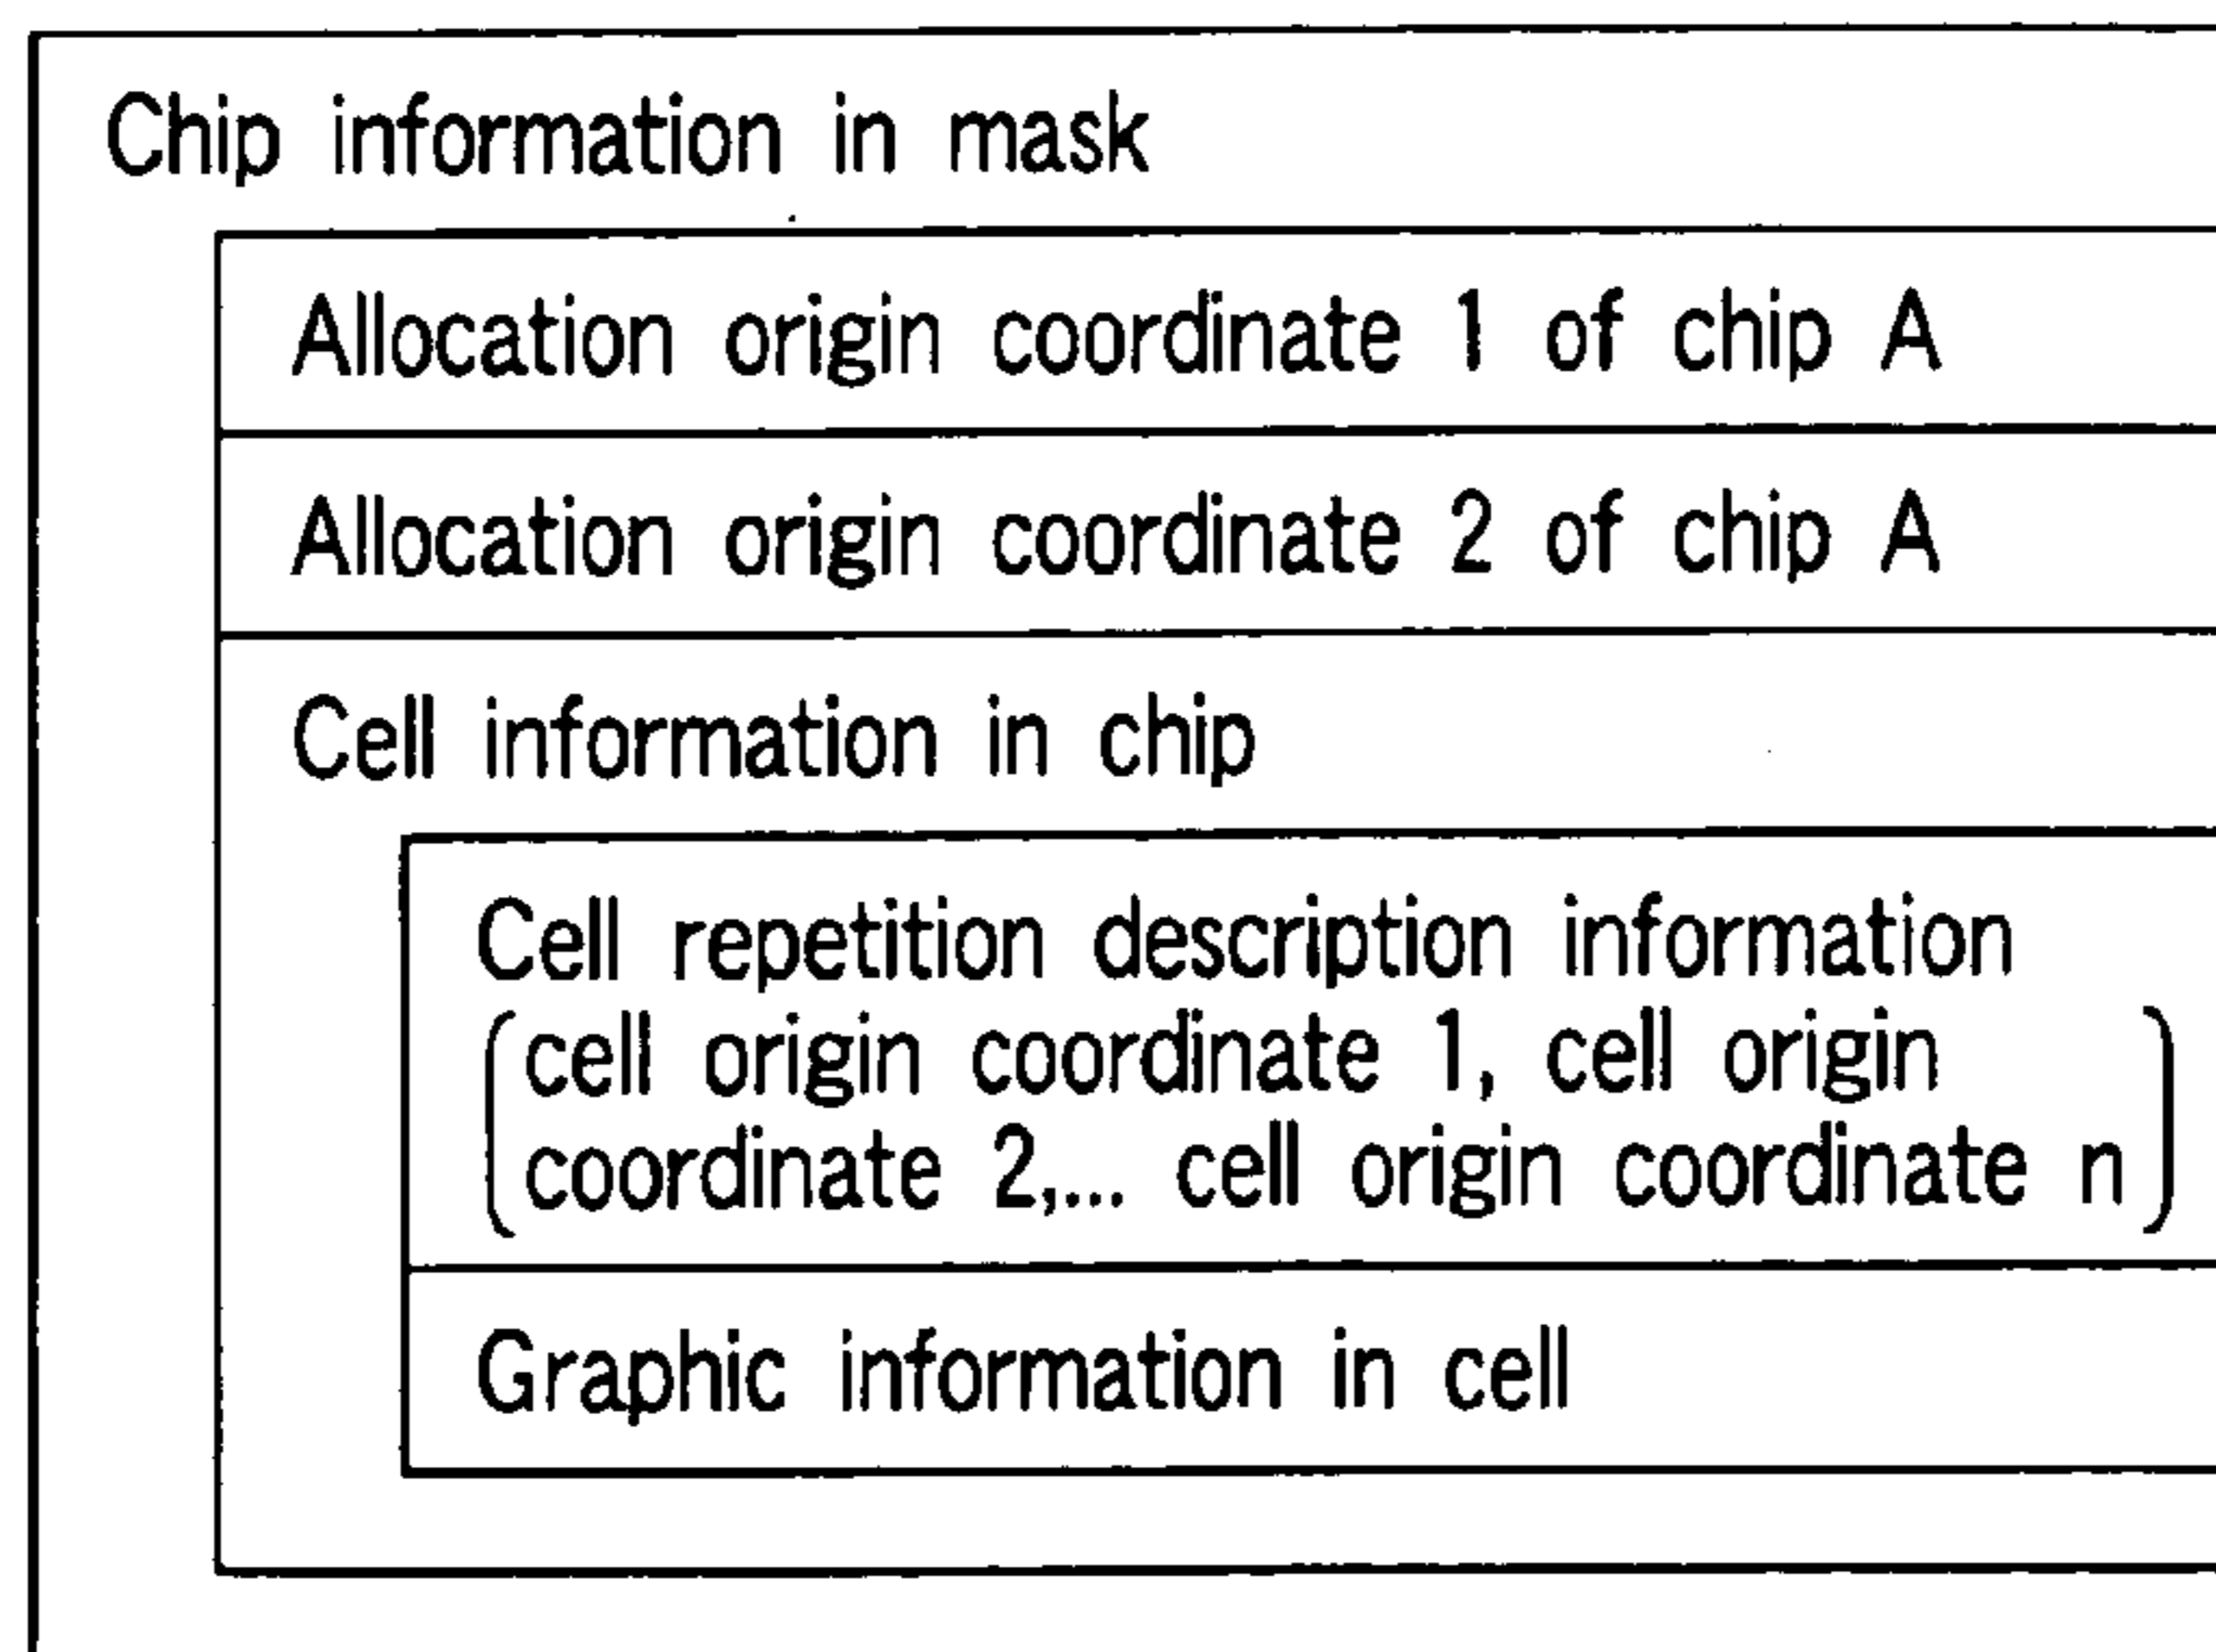 Chip information in mask
Allocation origin coordinate 1 of chip A
Allocation origin coordinate 2 of chip A
Cell information in chip
Cell repetition description information
(cell origin coordinate 1, cell origin
coordinate 2,... cell origin coordinate n)
Graphic information in cell